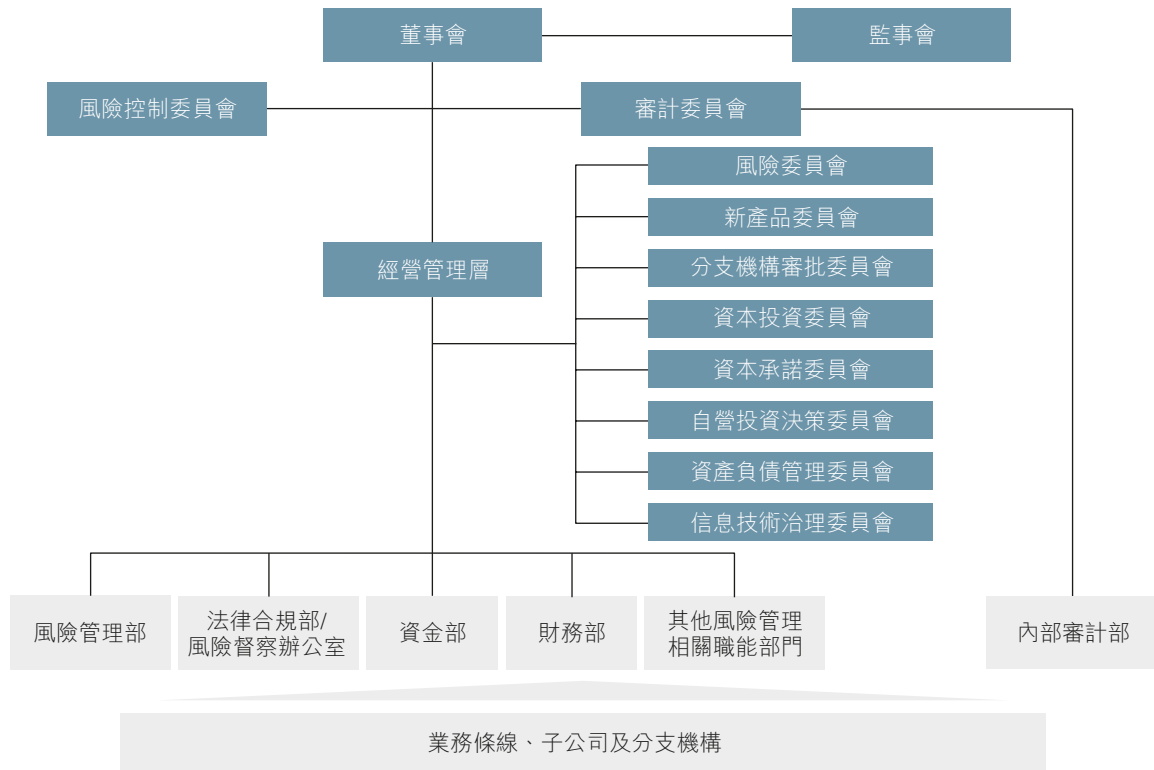 董事會
監事會
風險控制委員會
審計委員會
風險委員會
新產品委員會
經營管理層
分支機構審批委員會
資本投資委員會
資本承諾委員會
自營投資決策委員會
資產負債管理委員會
信息技術治理委員會
風險管理部
法律合規部/
風險督察辦公室
資金部
財務部
其他風險管理
相關職能部門
內部審計部
業務條線、子公司及分支機構